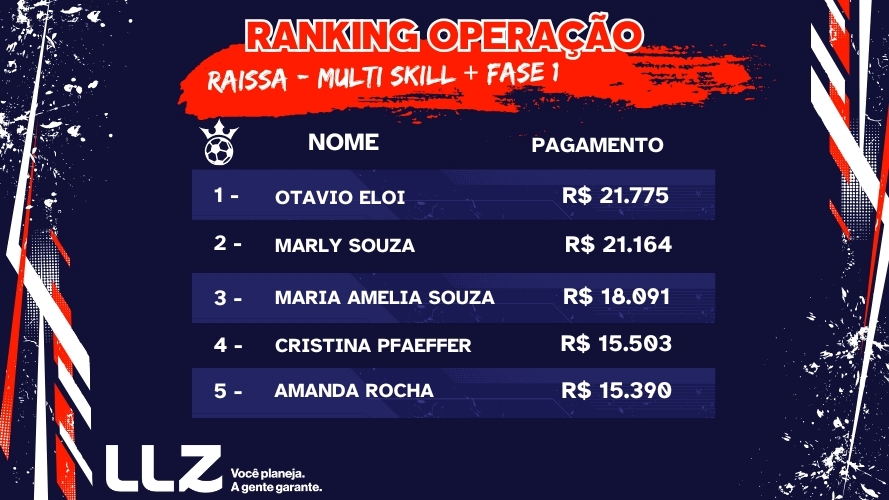 RANKING OPERAÇÃO
RAISSA - MULTI SKILL + FASE 1
NOME PAGAMENTO
1 - OTAVIO ELOI R$ 21.775
2 - MARLY SOUZA R$ 21.164
3 - MARIA AMELIA SOUZA R$ 18.091
4 - CRISTINA PFAEFFER R$ 15.503
5 - AMANDA ROCHA R$ 15.390
LLZ
Você planeja.
A gente garante.